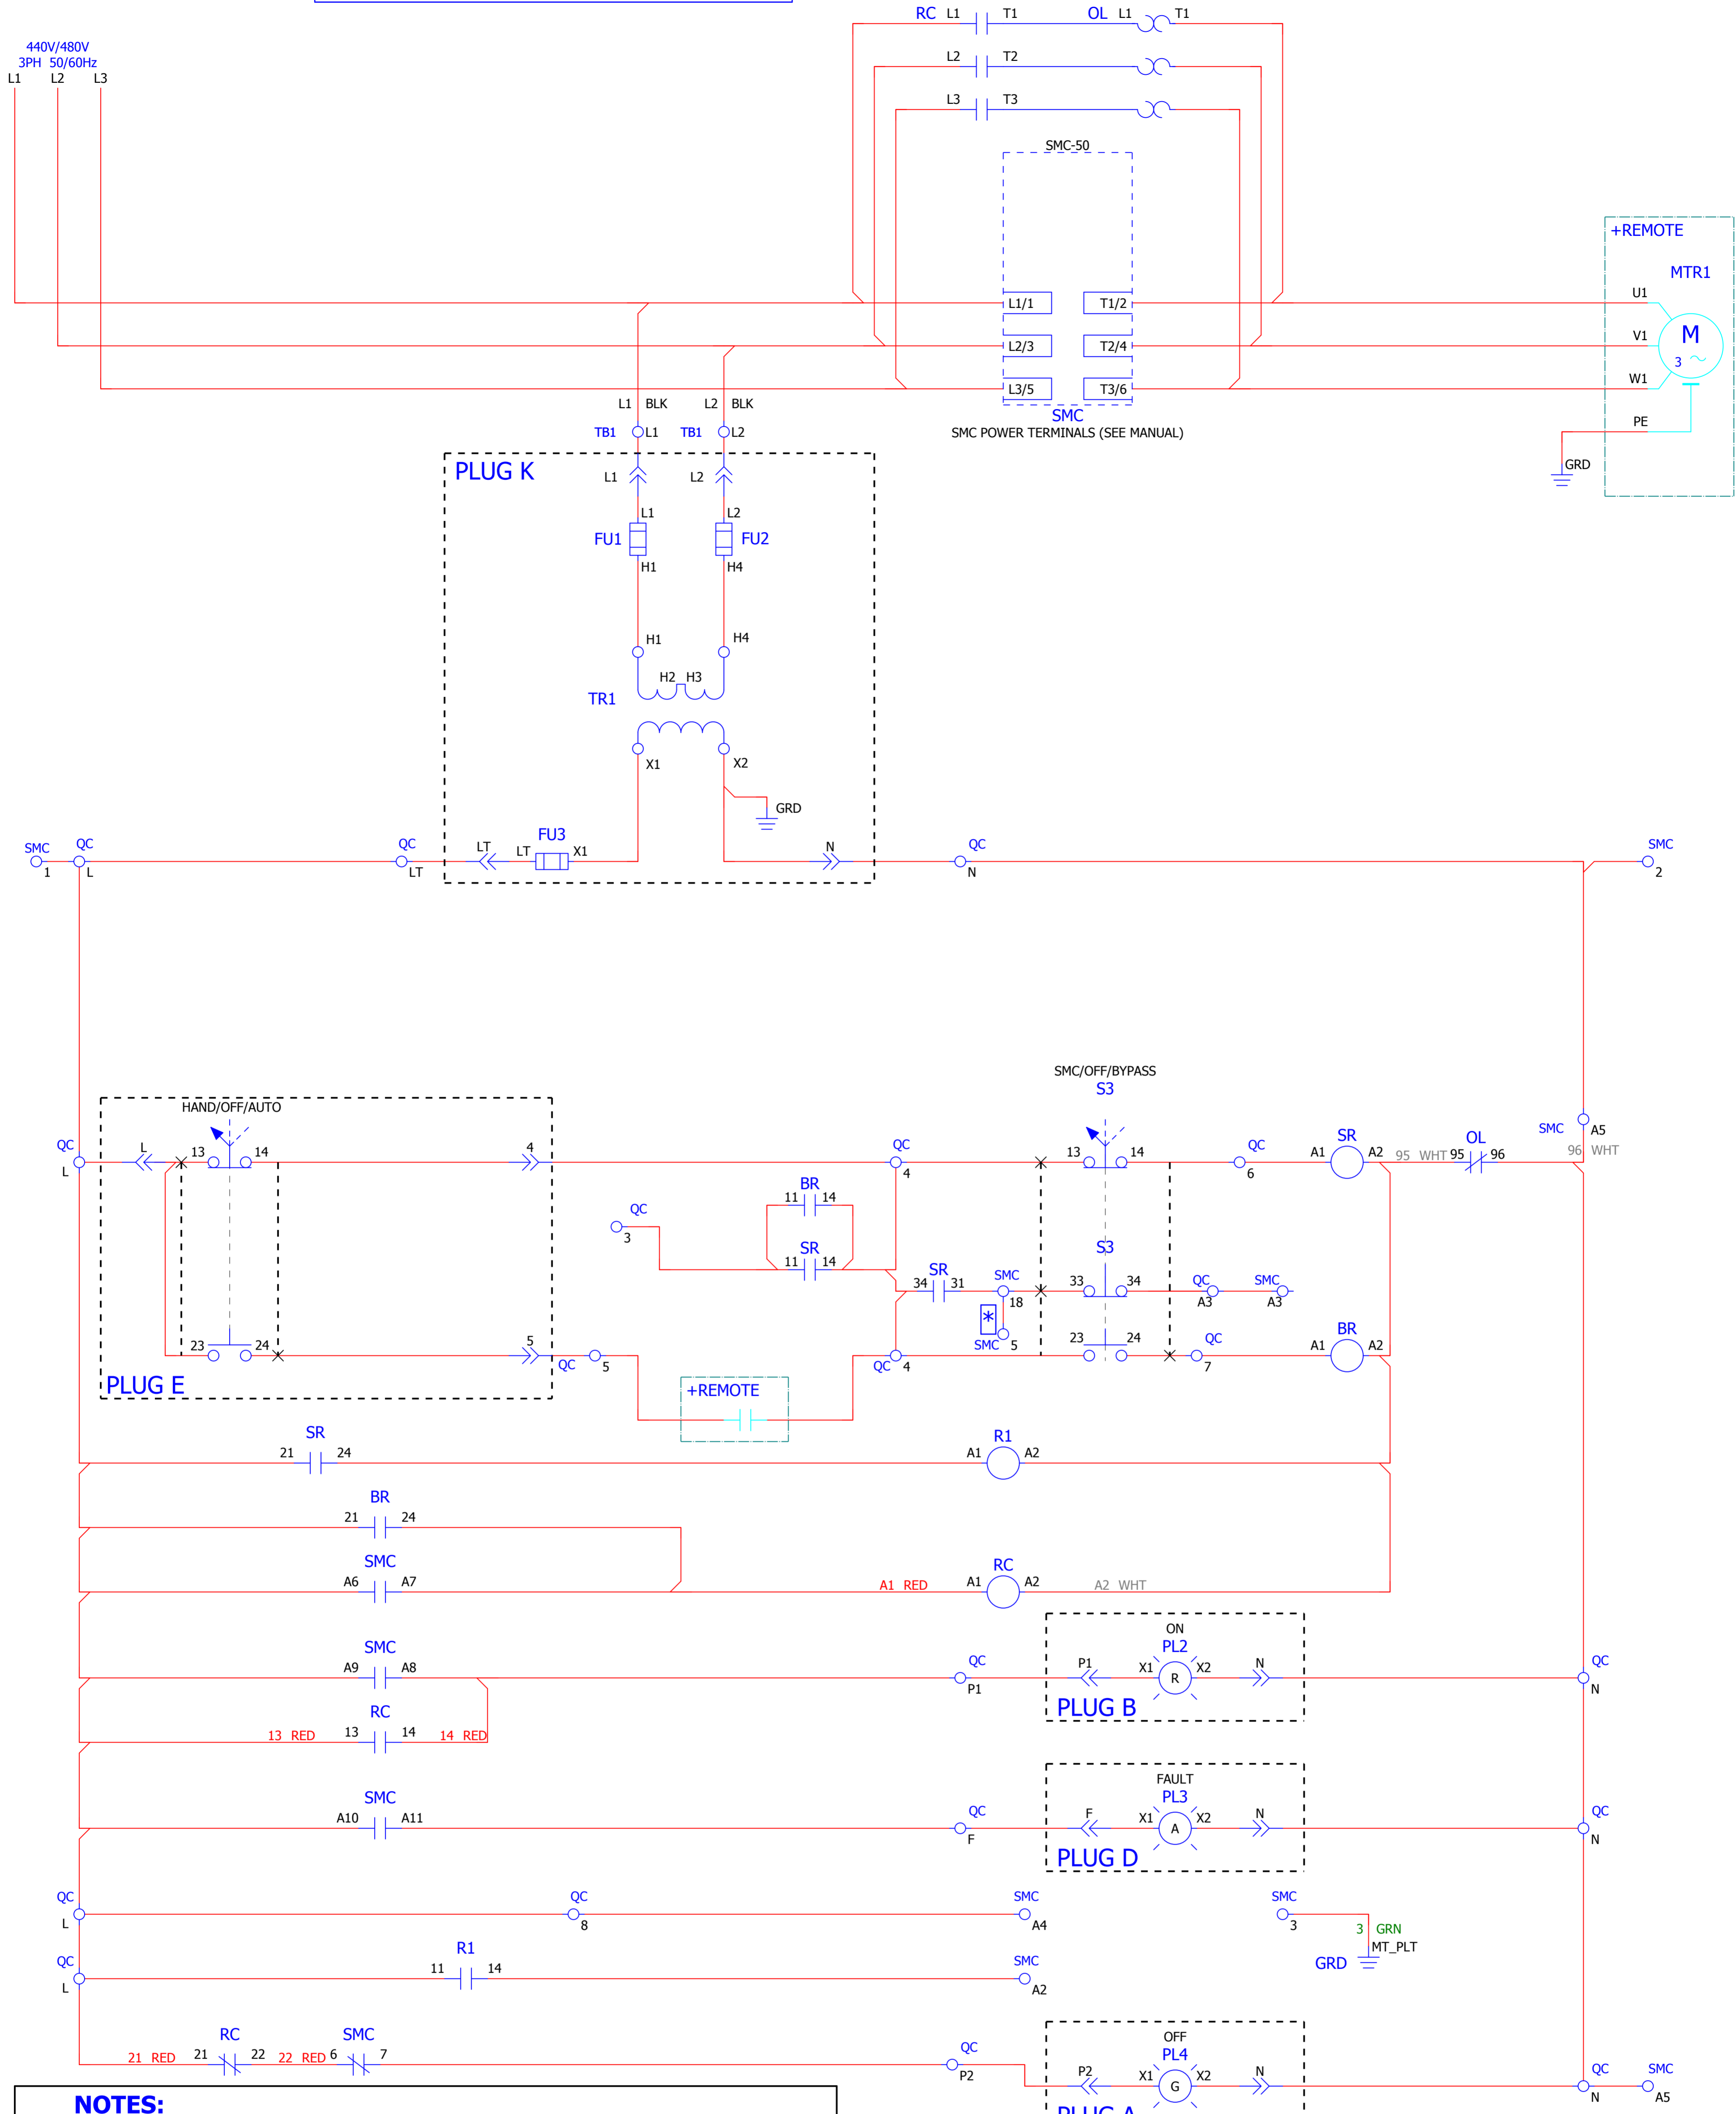 RC L1 T1 OL L1 T1
440V/480V
3PH 50/60Hz
L1 L2 L3
L2 T2
L3 T3
SMC-50
+REMOTE
MTR1
L1/1 T1/2 U1
L2/3 T2/4 V1
M
3
L3/5 T3/6 W1
L1 BLK L2 BLK
SMC
PE
TB1 L1 TB1 L2
SMC POWER TERMINALS (SEE MANUAL)
GRD
PLUG K
L1 L2
L1 L2
FU1 FU2
H1 H4
H1 H4
H2 H3
TR1
X1 X2
GRD
FU3
SMC QC QC LT LT X1 N QC SMC
1 L LT N 2
SMC/OFF/BYPASS
S3
HAND/OFF/AUTO
SMC A5
QC L 13 14 4 QC 13 14 QC SR OL
A1 A2 95 WHT 95 96 96 WHT
L 4 6
BR
11 14
QC
3
SR
11 14
S3
SR
34 31 SMC 33 34 QC SMC
18 A3 A3
*
SMC 5
23 24 5 23 24 QC BR
A1 A2
QC 5 QC 4 7
PLUG E
+REMOTE
SR R1
21 24 A1 A2
BR
21 24
SMC RC
A6 A7 A1 RED A1 A2 A2 WHT
ON
SMC PL2
A9 A8 QC P1 X1 R X2 N QC
P1 N
PLUG B
RC
13 RED 13 14 14 RED
FAULT
SMC PL3
A10 A11 QC F X1 A X2 N QC
F N
PLUG D
QC QC SMC SMC
L 8 A4 3
3 GRN
MT_PLT
GRD
QC R1 SMC
11 14
L A2
RC SMC OFF
21 RED 21 22 22 RED 6 7 QC PL4
P2 P2 X1 G X2 N QC SMC
N A5
NOTES:
PLUG A